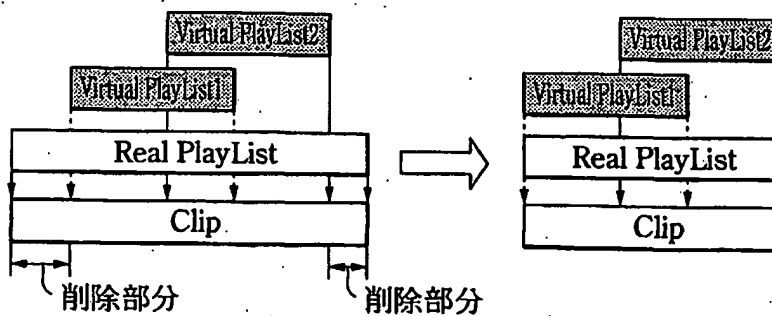 Virtual PlayList2
Virtual PlayList1
Real PlayList
Clip
削除部分
削除部分
Virtual PlayList2
Virtual PlayList1
Real PlayList
Clip